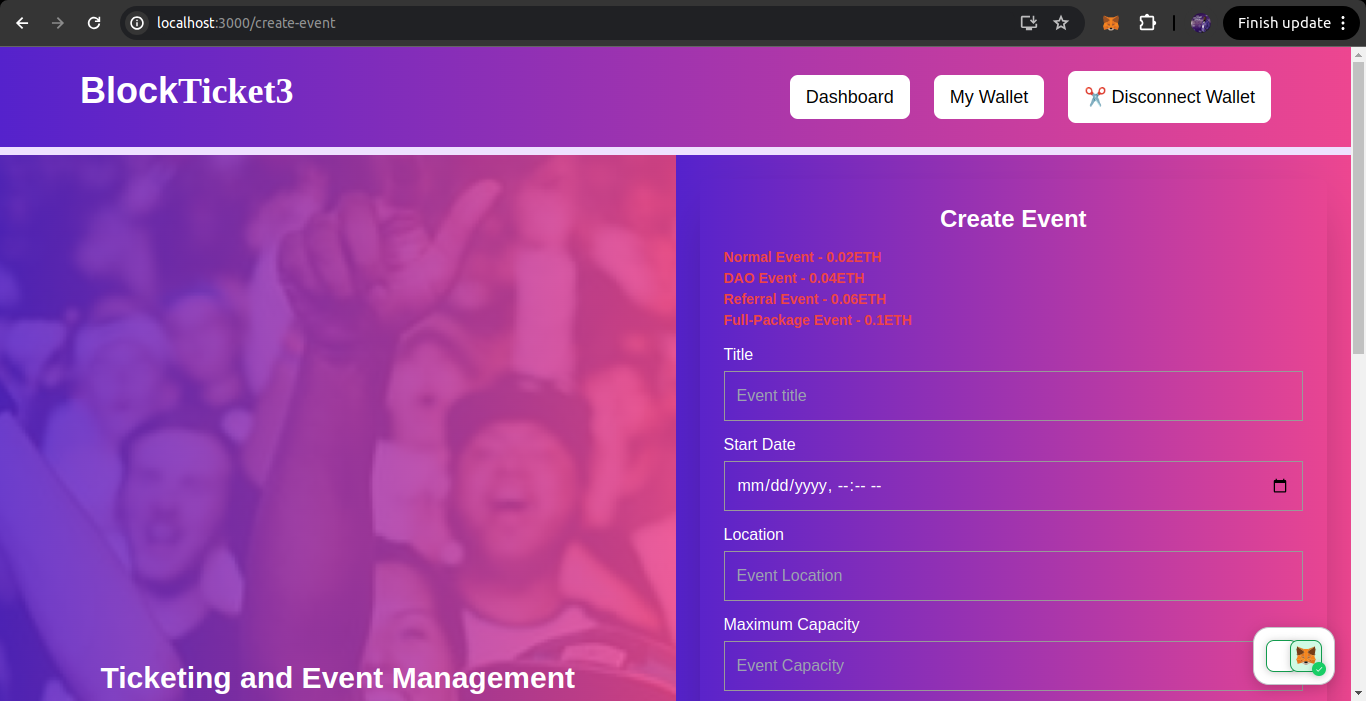 localhost:3000/create-event
Finish update
BlockTicket3
Dashboard
My Wallet
Disconnect Wallet
Ticketing and Event Management
Create Event
Normal Event - 0.02ETH
DAO Event - 0.04ETH
Referral Event - 0.06ETH
Full-Package Event - 0.1ETH
Title
Event title
Start Date
mm/dd/yyyy, --:-- --
Location
Event Location
Maximum Capacity
Event Capacity